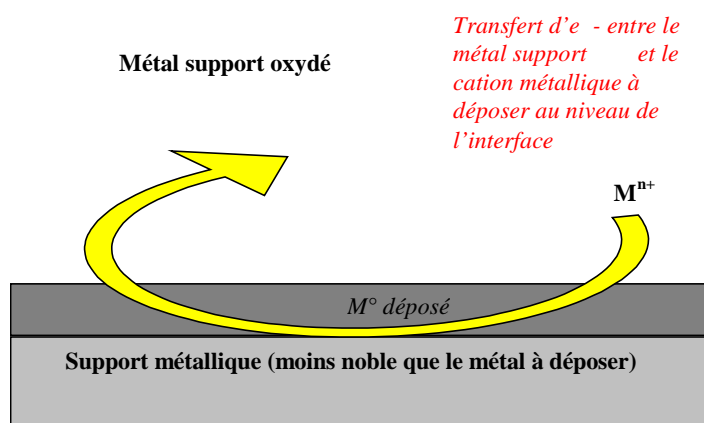 Métal support oxydé
Transfert d'e - entre le
métal support et le
cation métallique à
déposer au niveau de
l'interface
Mⁿ⁺
M° déposé
Support métallique (moins noble que le métal à déposer)